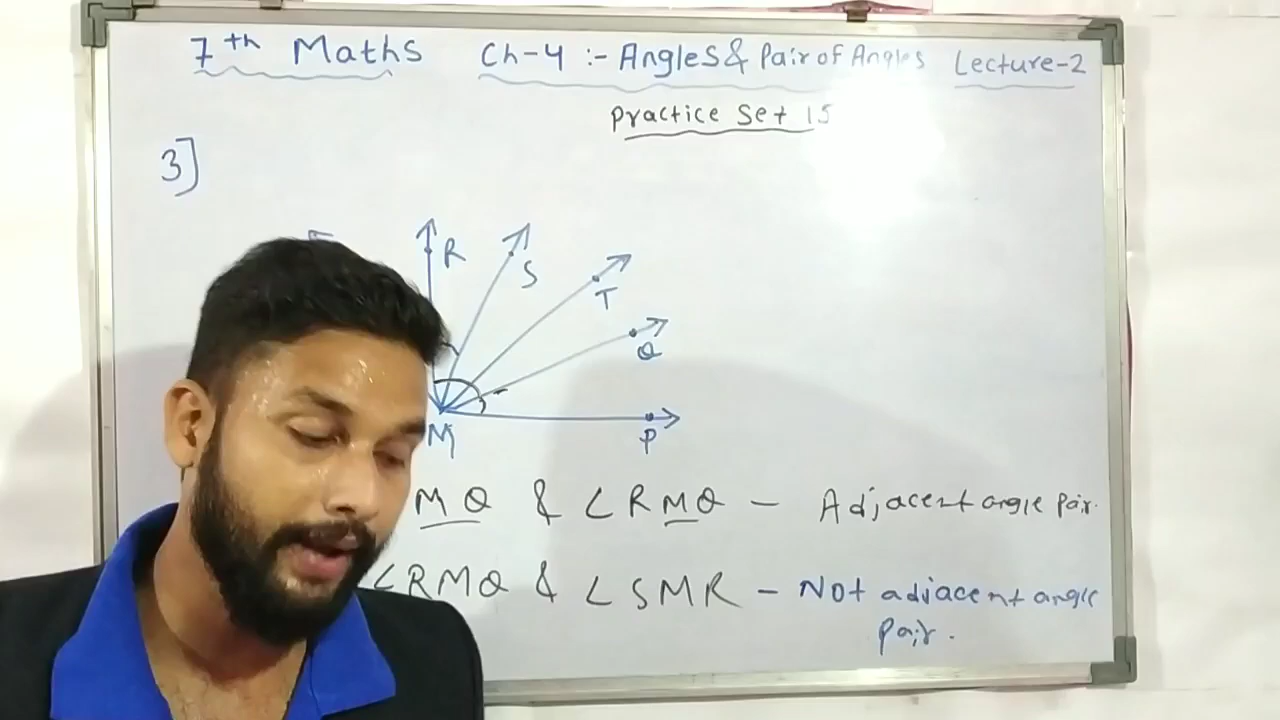 7th Maths Ch-4 :- Angles & Pair of Angles Lecture-2
Practice Set 15
3]
R
S
T
Q
M
P
MQ & ∠RMQ - Adjacent angle pair.
∠RMQ & ∠SMR - Not adjacent angle
pair.